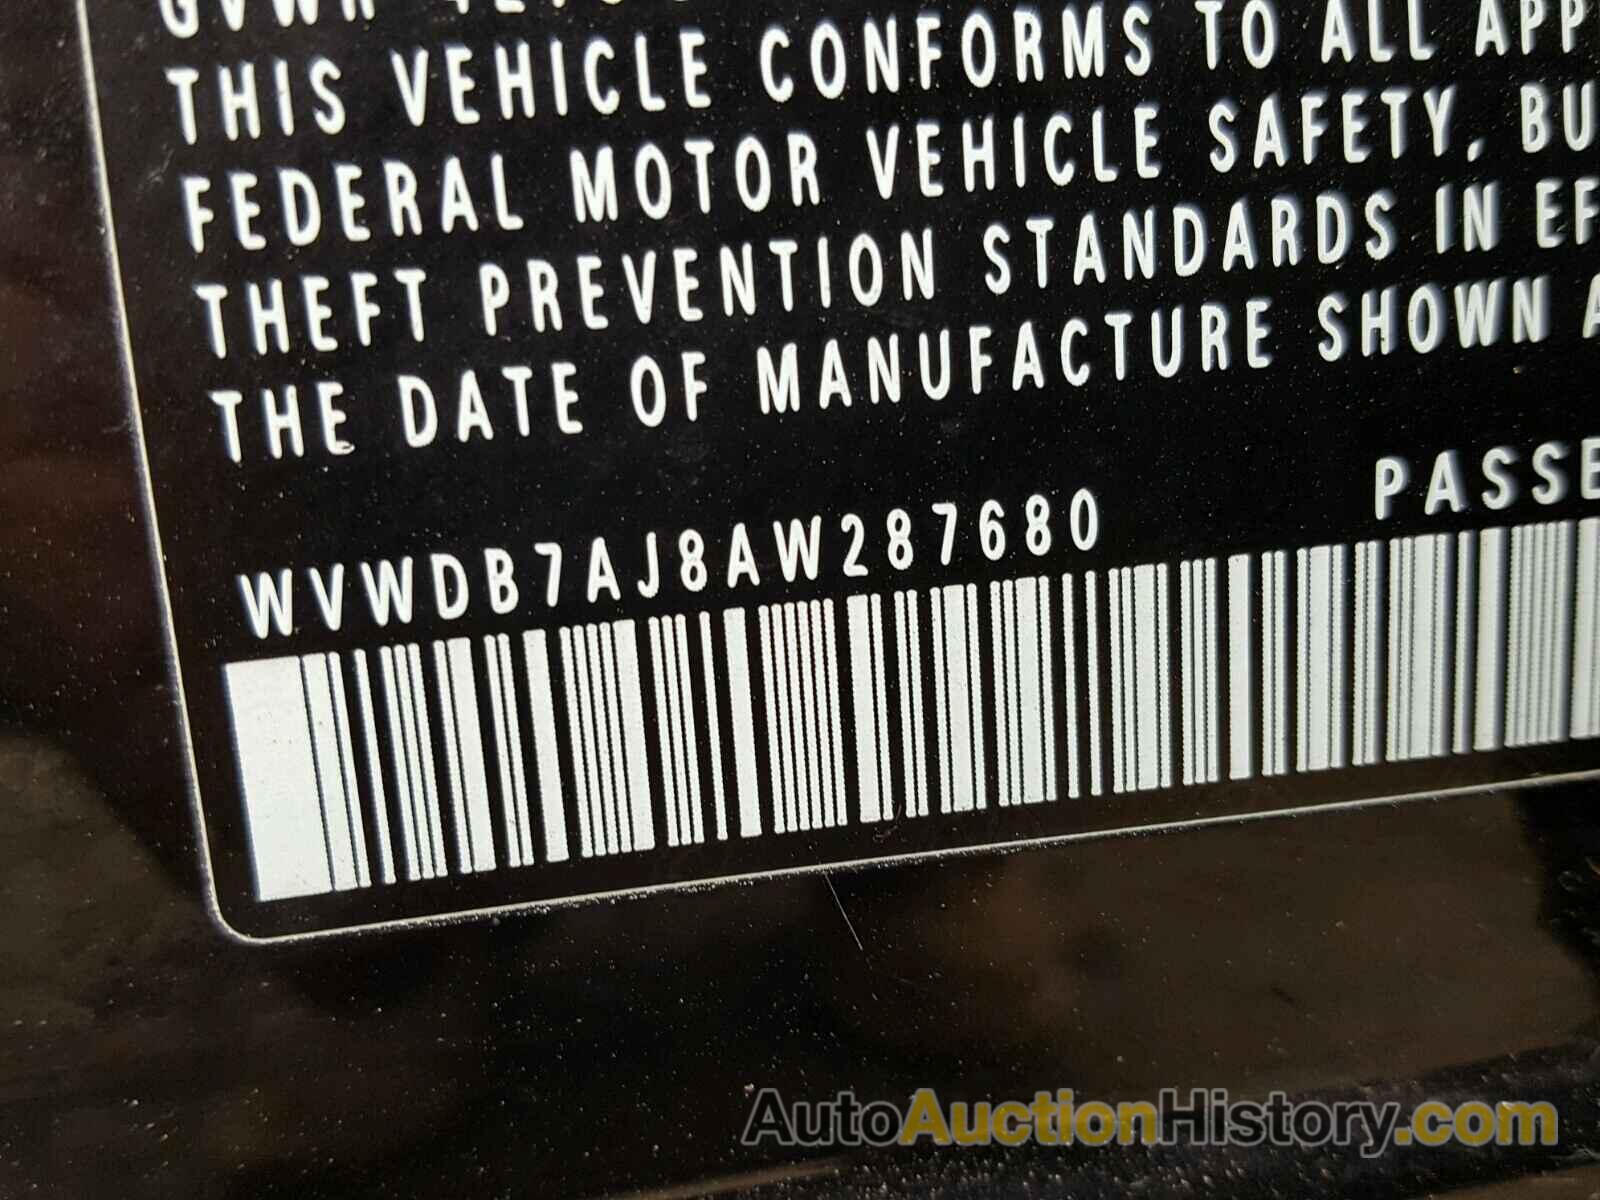 GVWR
THIS VEHICLE CONFORMS TO ALL APP
FEDERAL MOTOR VEHICLE SAFETY, BU
THEFT PREVENTION STANDARDS IN EF
THE DATE OF MANUFACTURE SHOWN A
PASSE
WVWDB7AJ8AW287680
AutoAuctionHistory.com